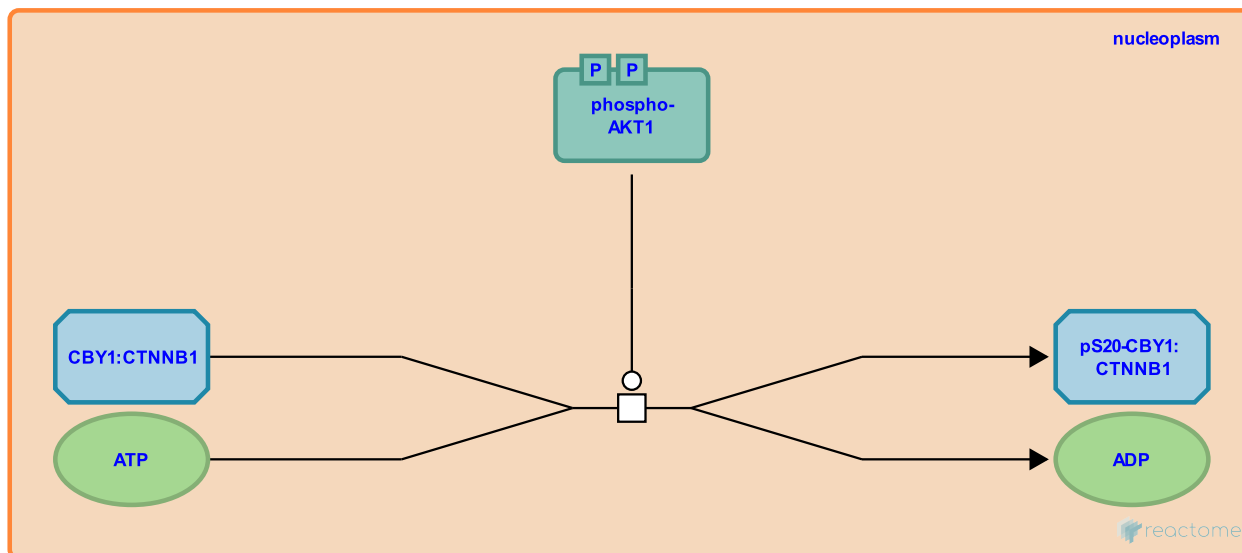 nucleoplasm
P P
phospho-
AKT1
CBY1:CTNNB1
pS20-CBY1:
CTNNB1
ATP
ADP
reactome